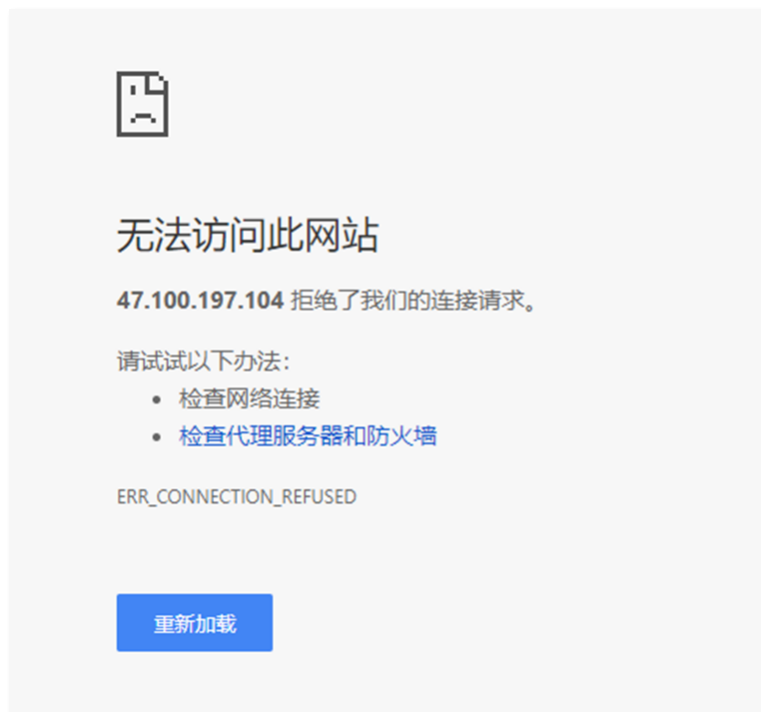 无法访问此网站
47.100.197.104 拒绝了我们的连接请求。
请试试以下办法：
• 检查网络连接
• 检查代理服务器和防火墙
ERR_CONNECTION_REFUSED
重新加载